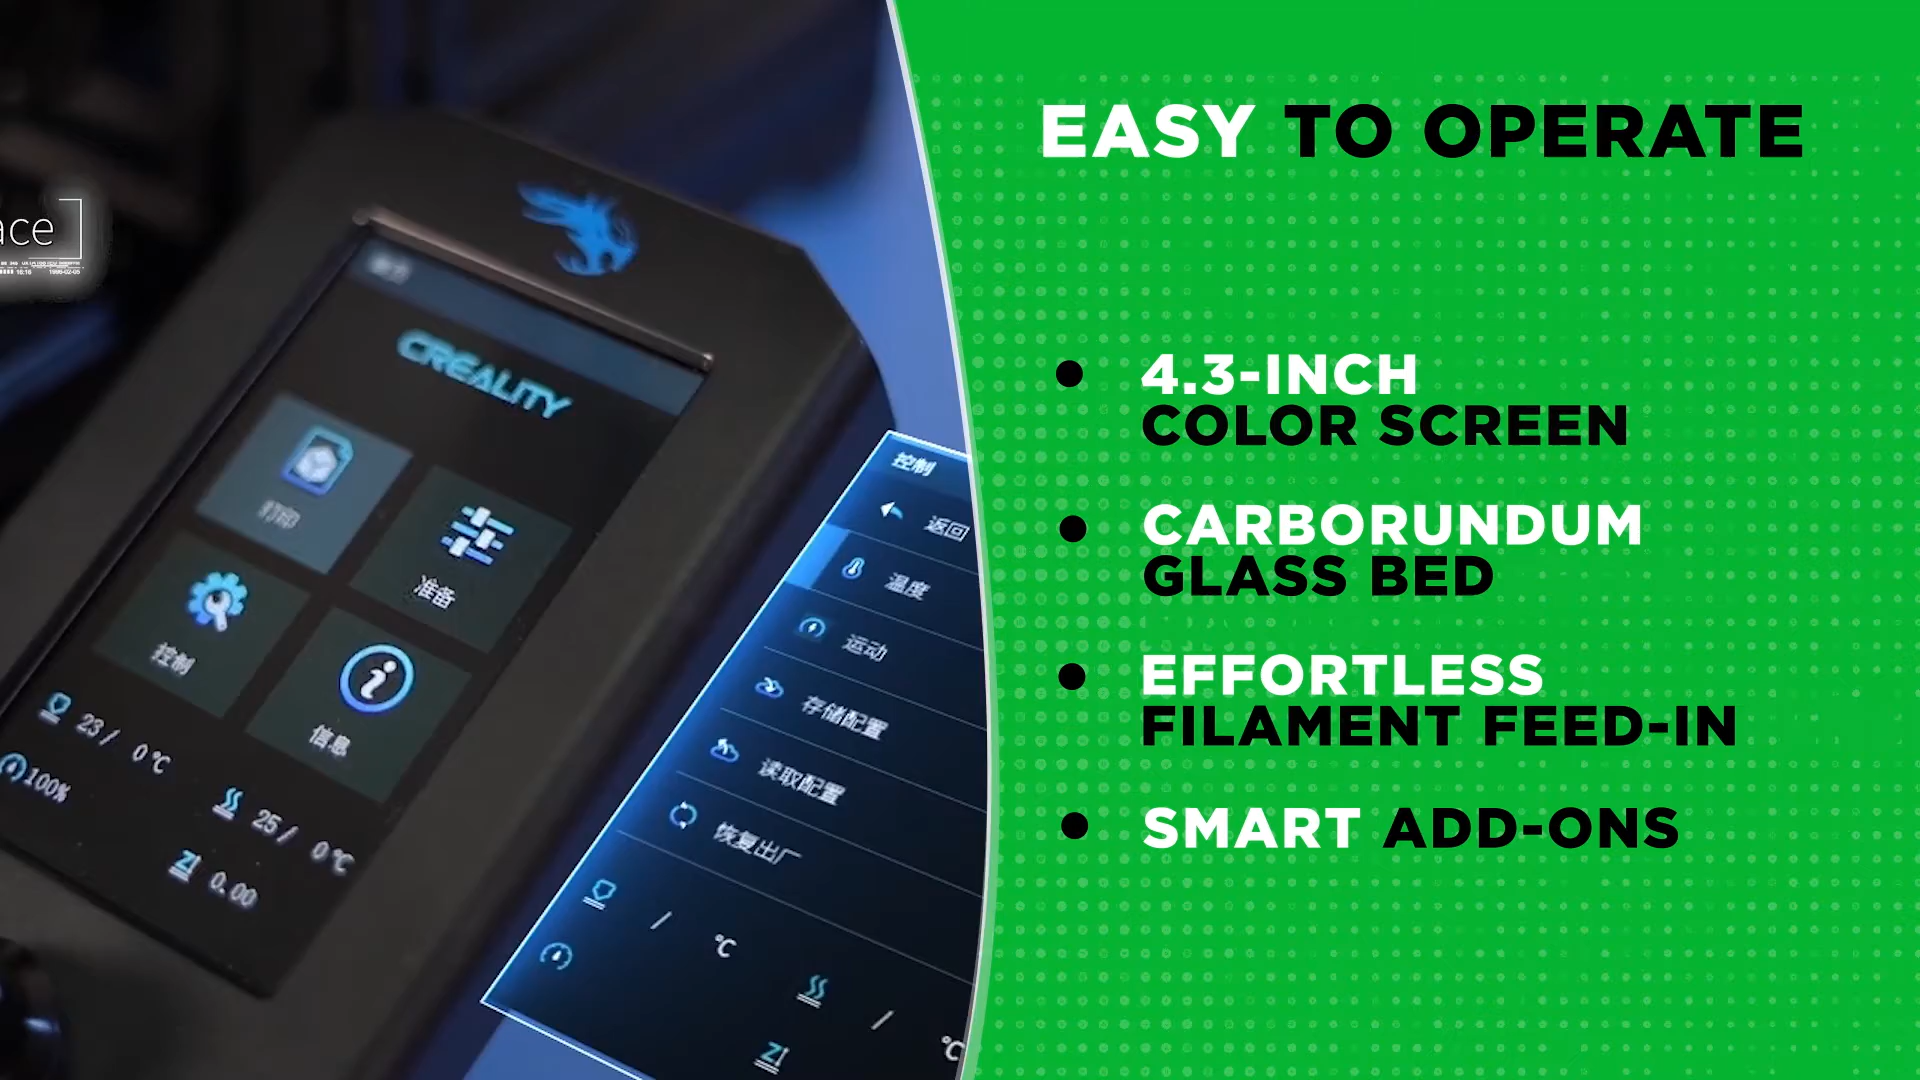 ace
CREALITY
打印
准备
控制
信息
23 / 0℃
100%
25 / 0℃
Z 0.00
控制
返回
温度
运动
存储配置
读取配置
恢复出厂
/ ℃
/ ℃
Z
EASY TO OPERATE
4.3-INCH
COLOR SCREEN
CARBORUNDUM
GLASS BED
EFFORTLESS
FILAMENT FEED-IN
SMART ADD-ONS